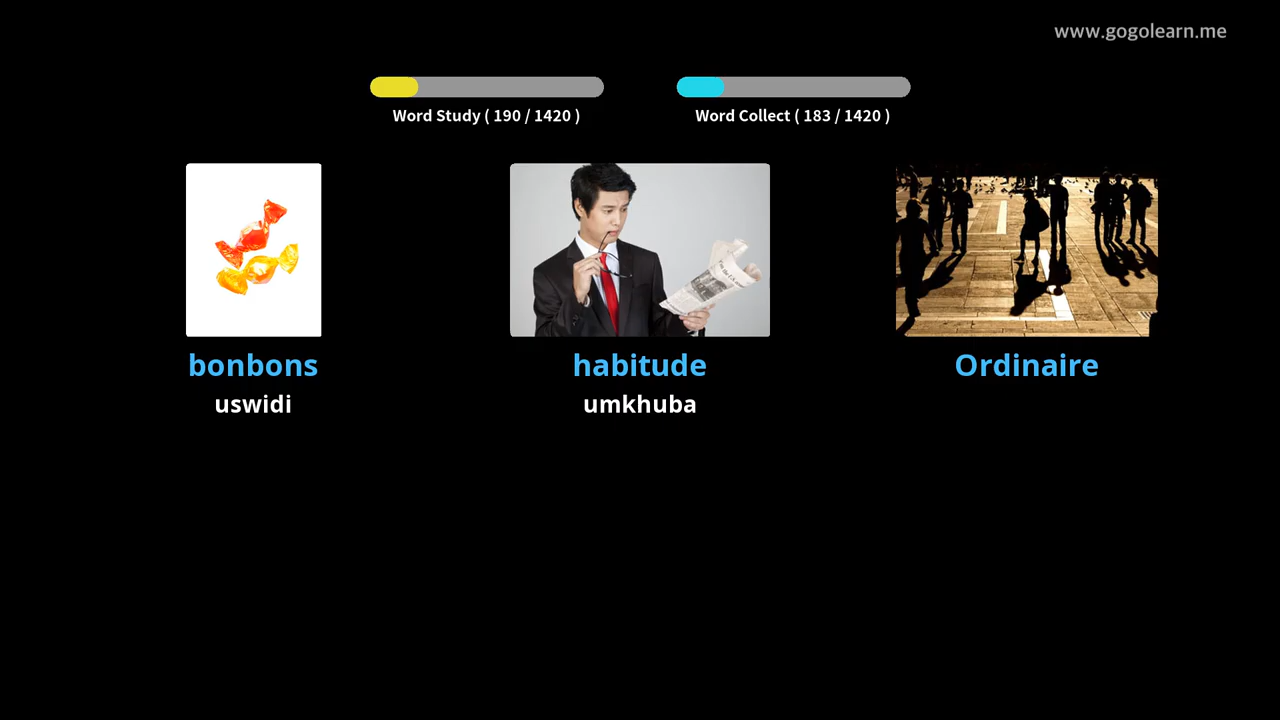 www.gogolearn.me
Word Study ( 190 / 1420 )
Word Collect ( 183 / 1420 )
bonbons
uswidi
habitude
umkhuba
Ordinaire